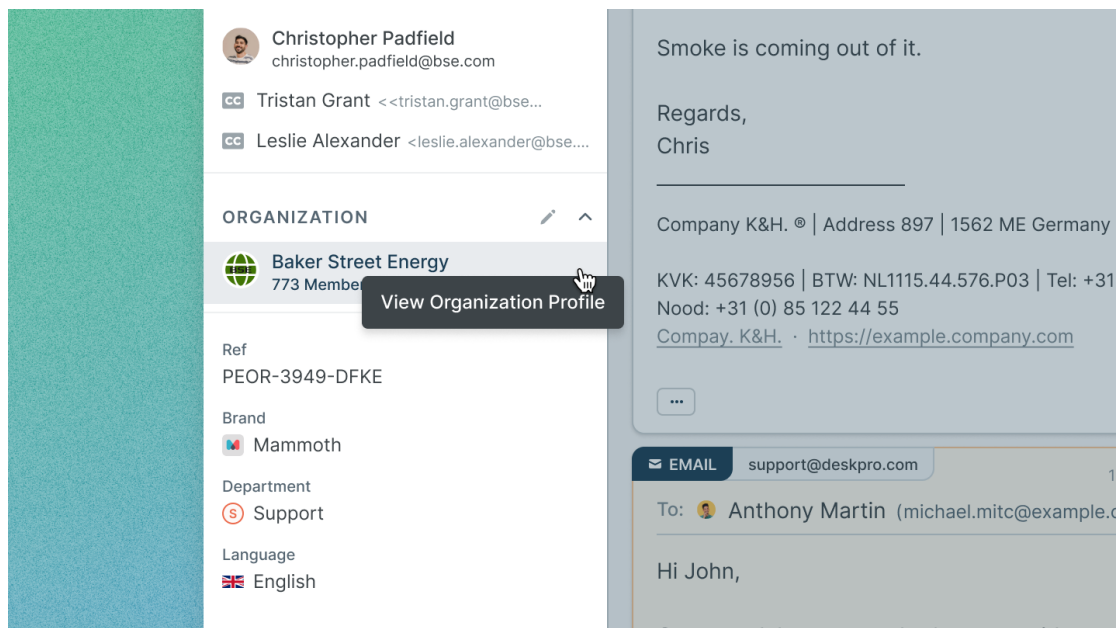 Christopher Padfield
christopher.padfield@bse.com
CC Tristan Grant <<tristan.grant@bse...
CC Leslie Alexander <leslie.alexander@bse....
ORGANIZATION
BSE
Baker Street Energy
773 Member
View Organization Profile
Ref
PEOR-3949-DFKE
Brand
Mammoth
Department
S Support
Language
English
Smoke is coming out of it.
Regards,
Chris
Company K&H. ® | Address 897 | 1562 ME Germany
KVK: 45678956 | BTW: NL1115.44.576.P03 | Tel: +31
Nood: +31 (0) 85 122 44 55
Compay. K&H. · https://example.company.com
...
EMAIL support@deskpro.com
1
To: Anthony Martin (michael.mitc@example.c
Hi John,